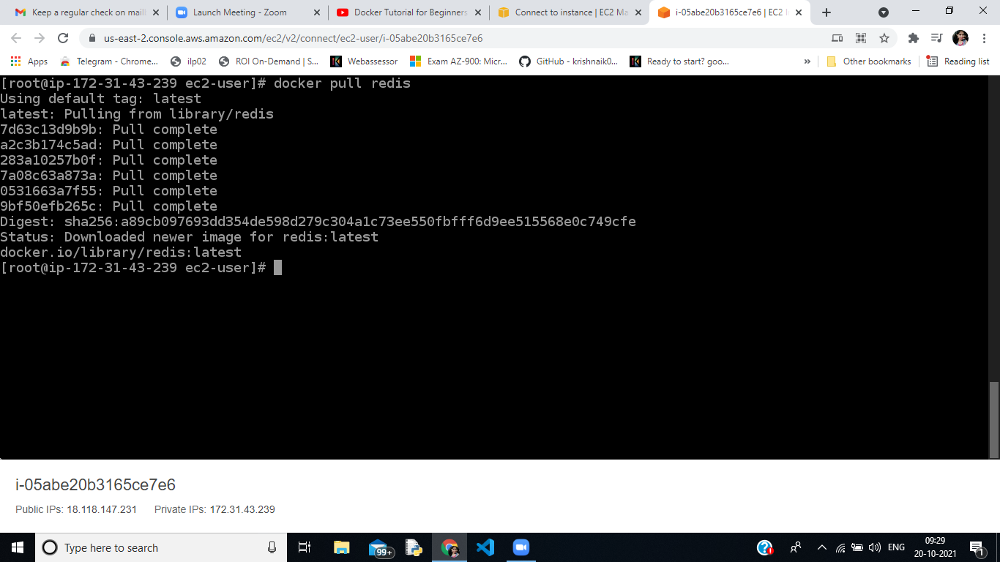 Keep a regular check on mail
Launch Meeting - Zoom
Docker Tutorial for Beginners
Connect to instance | EC2 Ma
i-05abe20b3165ce7e6 | EC2
us-east-2.console.aws.amazon.com/ec2/v2/connect/ec2-user/i-05abe20b3165ce7e6
Apps
Telegram - Chrome...
ilp02
ROI On-Demand | S...
Webassessor
Exam AZ-900: Micr...
GitHub - krishnaik0...
Ready to start? goo...
»
Other bookmarks
Reading list
[root@ip-172-31-43-239 ec2-user]# docker pull redis
Using default tag: latest
latest: Pulling from library/redis
7d63c13d9b9b: Pull complete
a2c3b174c5ad: Pull complete
283a10257b0f: Pull complete
7a08c63a873a: Pull complete
0531663a7f55: Pull complete
9bf50efb265c: Pull complete
Digest: sha256:a89cb097693dd354de598d279c304a1c73ee550fbfff6d9ee515568e0c749cfe
Status: Downloaded newer image for redis:latest
docker.io/library/redis:latest
[root@ip-172-31-43-239 ec2-user]#
i-05abe20b3165ce7e6
Public IPs: 18.118.147.231 Private IPs: 172.31.43.239
Type here to search
99+
ENG
09:29
20-10-2021
1